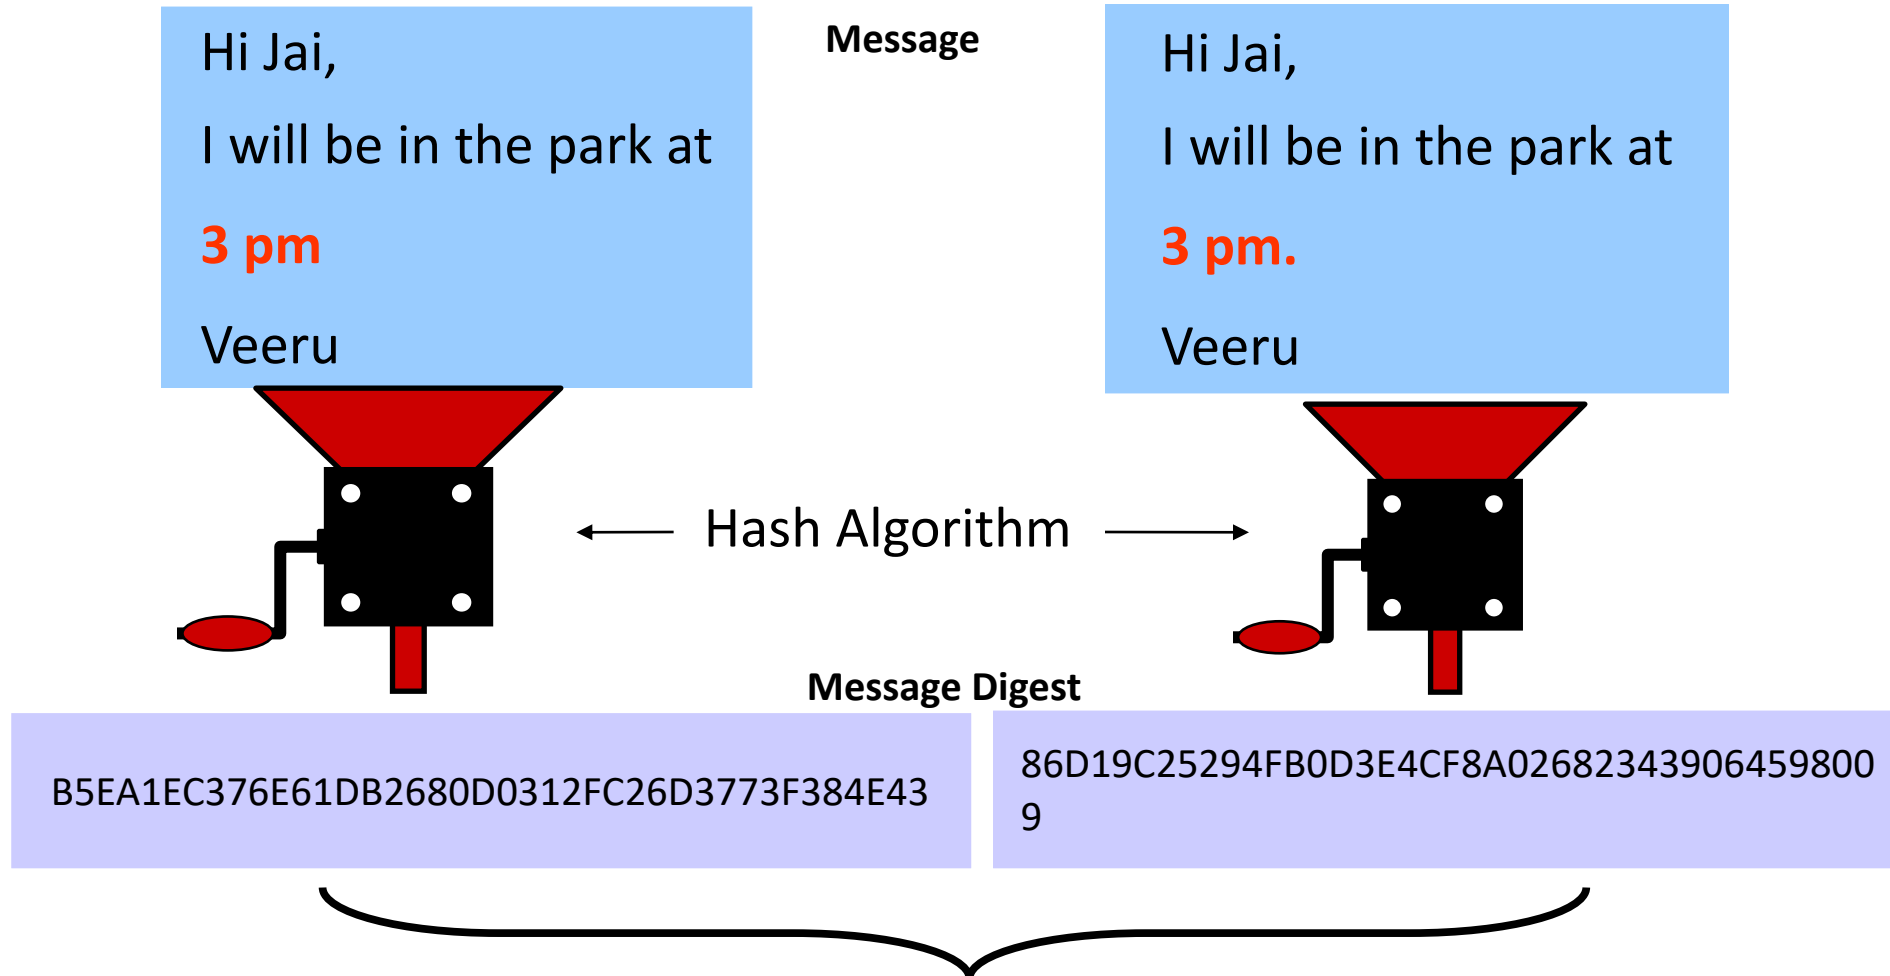 Hi Jai,
I will be in the park at
3 pm
Veeru
Message
Hi Jai,
I will be in the park at
3 pm.
Veeru
Hash Algorithm
Message Digest
B5EA1EC376E61DB2680D0312FC26D3773F384E43
86D19C25294FB0D3E4CF8A02682343906459800
9